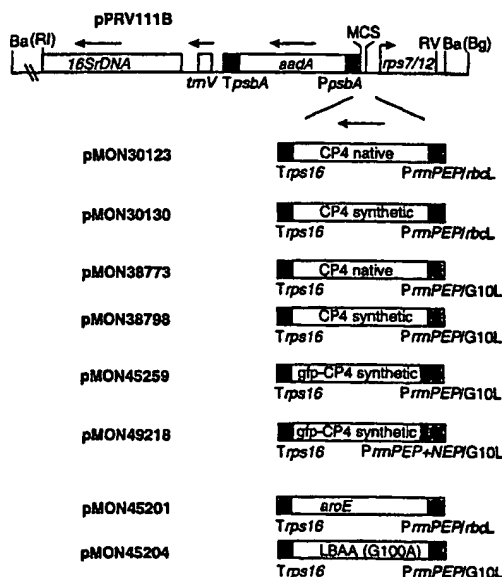 pPRV111B
Ba(RI)
MCS
RV Ba(Bg)
16SrDNA
aadA
rps7/12
trnV TpsbA
PpsbA
pMON30123
CP4 native
Trps16
PrrnPEP/rbcL
pMON30130
CP4 synthetic
Trps16
PrrnPEP/rbcL
pMON38773
CP4 native
Trps16
PrrnPEP/G10L
pMON38798
CP4 synthetic
Trps16
PrrnPEP/G10L
pMON45259
gfp-CP4 synthetic
Trps16
PrrnPEP/G10L
pMON49218
gfp-CP4 synthetic
Trps16
PrrnPEP+NEP/G10L
pMON45201
aroE
Trps16
PrrnPEP/rbcL
pMON45204
LBAA (G100A)
Trps16
PrrnPEP/G10L